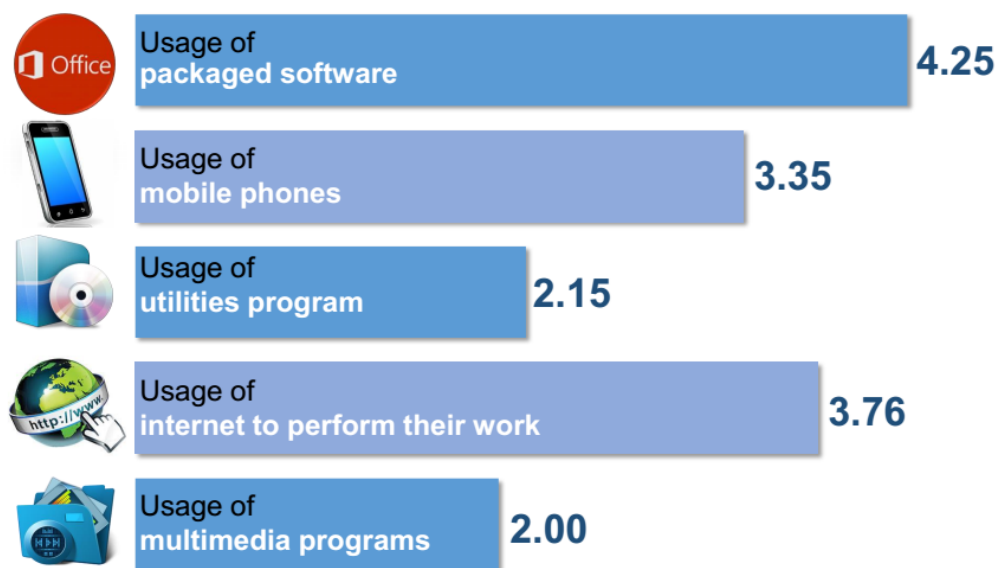 Office
Usage of
packaged software
4.25
Usage of
mobile phones
3.35
Usage of
utilities program
2.15
http://www.
Usage of
internet to perform their work
3.76
Usage of
multimedia programs
2.00